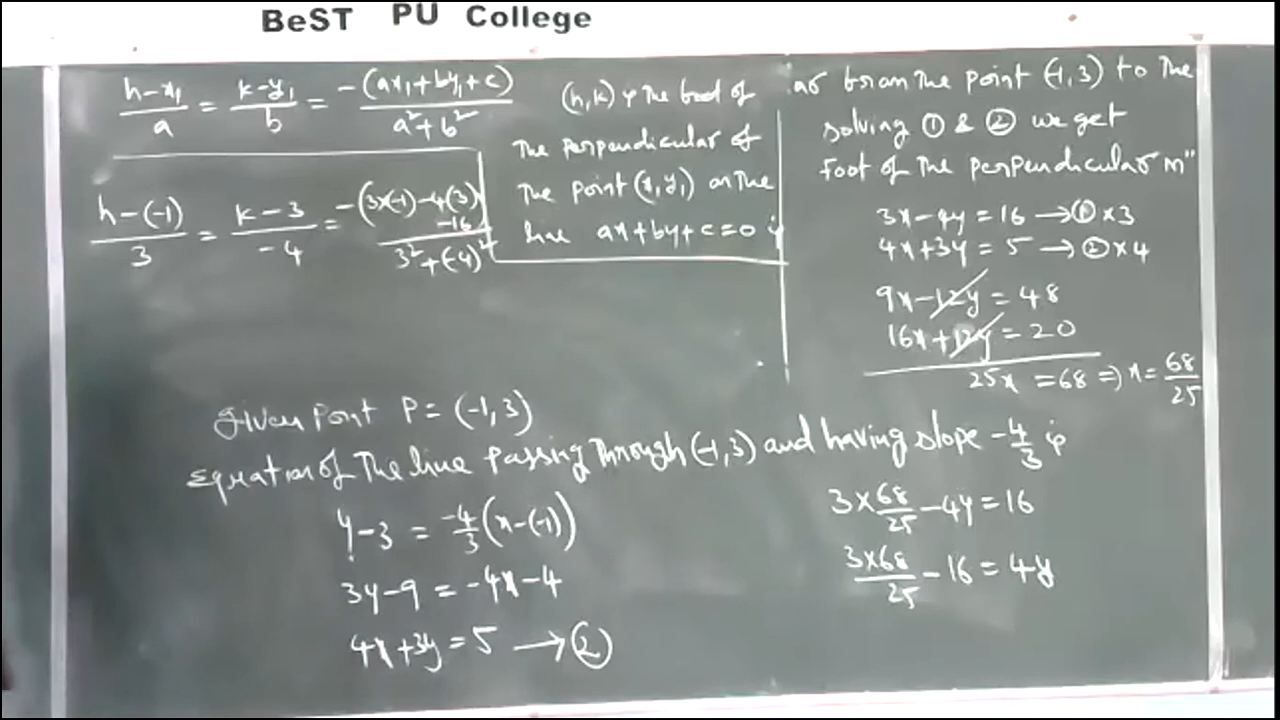 BeST PU College
h-x₁/a = k-y₁/b = -(ax₁+by₁+c)/a²+b²
(h,k) is the foot of
the perpendicular of
the point (x₁,y₁) on the
line ax+by+c=0 is
h-(-1)/3 = k-3/-4 = -(3x(-1)-4(3)-16)/3²+(-4)²
ar from the point (-1,3) to the
solving ① & ② we get
Foot of the perpendicular
3x-4y=16 →①×3
4x+3y=5 →②×4
9x-12y=48
16x+12y=20
25x=68 ⇒ x=68/25
Given Point P=(-1,3)
Equation of the line passing through (-1,3) and having slope -4/3 is
y-3 = -4/3(x-(-1))
3y-9 = -4x-4
4x+3y=5 →②
3×68/25-4y=16
3×68/25-16=4y